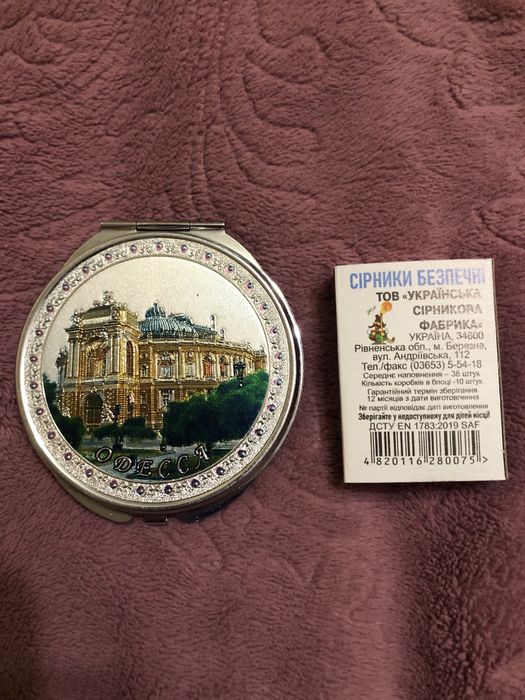 ОДЕССА
СІРНИКИ БЕЗПЕЧНІ
ТОВ «УКРАЇНСЬКА
СІРНИКОВА
ФАБРИКА»
УКРАЇНА, 34600
Рівненська обл., м. Березне,
вул. Андріївська, 112
Тел./факс (03653) 5-54-18
Середнє наповнення – 38 штук
Кількість коробків в блоці -10 штук
Гарантійний термін зберігання
12 місяців з дати виготовлення
№ партії відповідає даті виготовлення
Зберігайте у недоступному для дітей місці!
ДСТУ EN 1783:2019 SAF
4 820116 280075 >